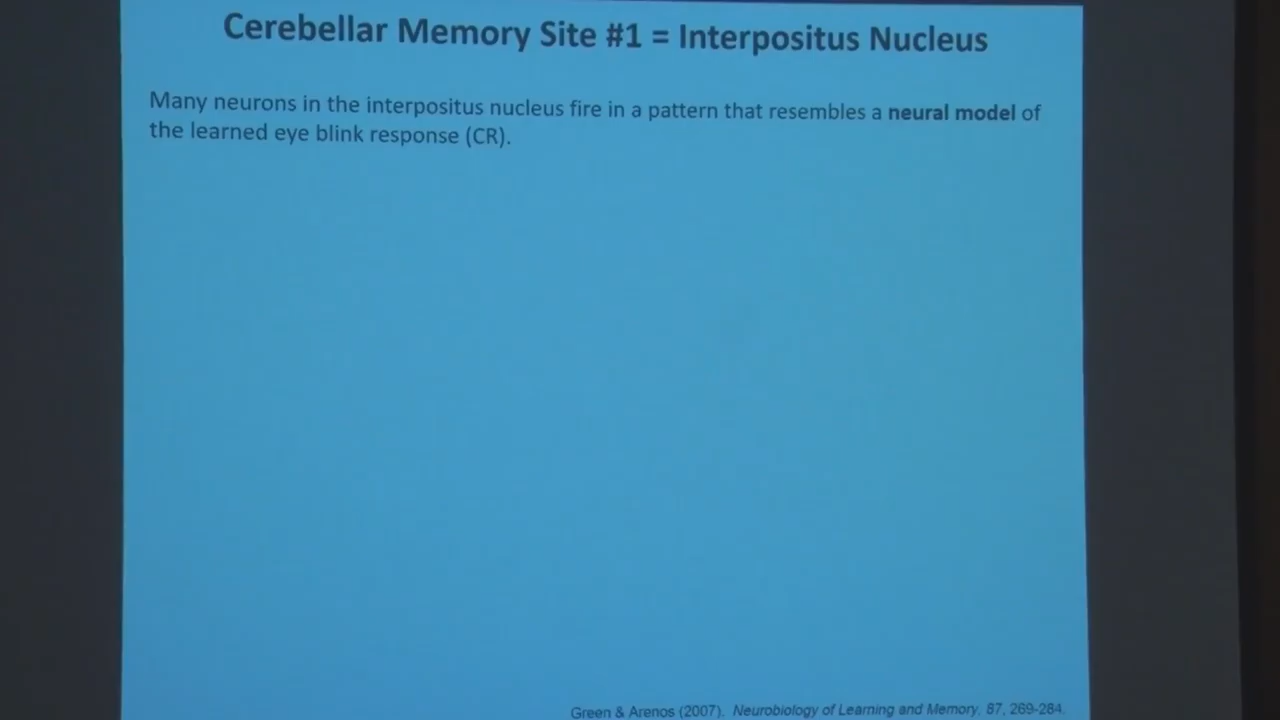 Cerebellar Memory Site #1 = Interpositus Nucleus
Many neurons in the interpositus nucleus fire in a pattern that resembles a neural model of
the learned eye blink response (CR).
Green & Arenos (2007). Neurobiology of Learning and Memory, 87, 269-284.